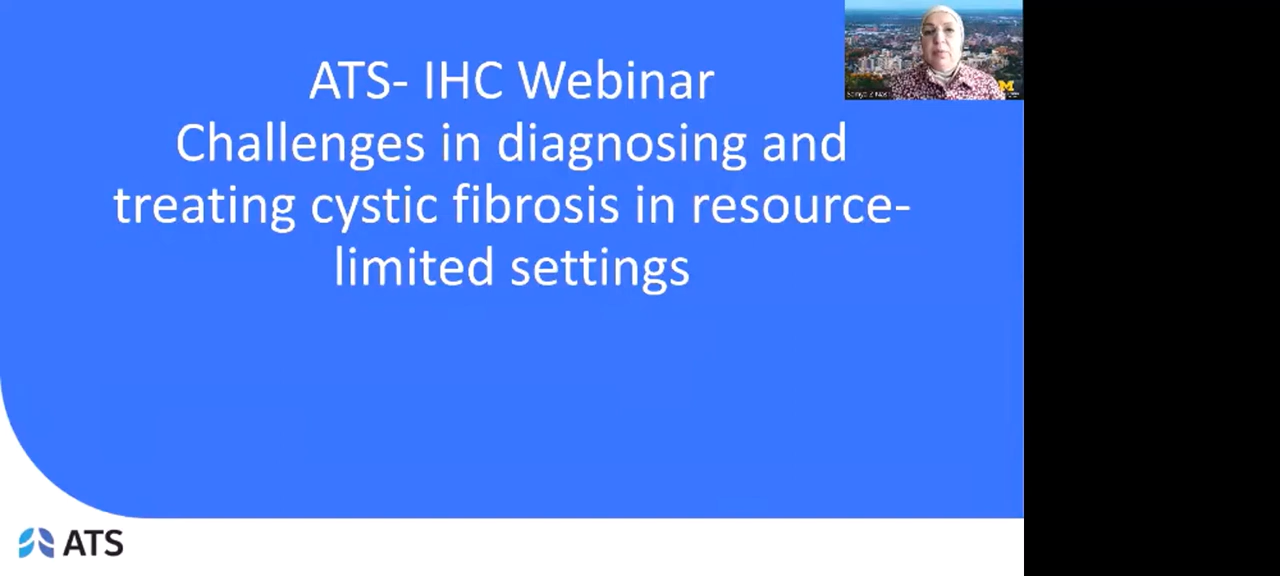 ATS- IHC Webinar
Challenges in diagnosing and
treating cystic fibrosis in resource-
limited settings
M
ATS